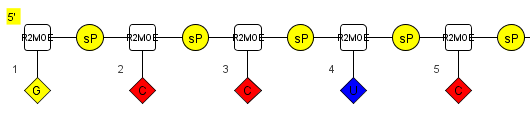 5'
R2MOE sP R2MOE sP R2MOE sP R2MOE sP R2MOE sP
1 2 3 4 5
G C C U C